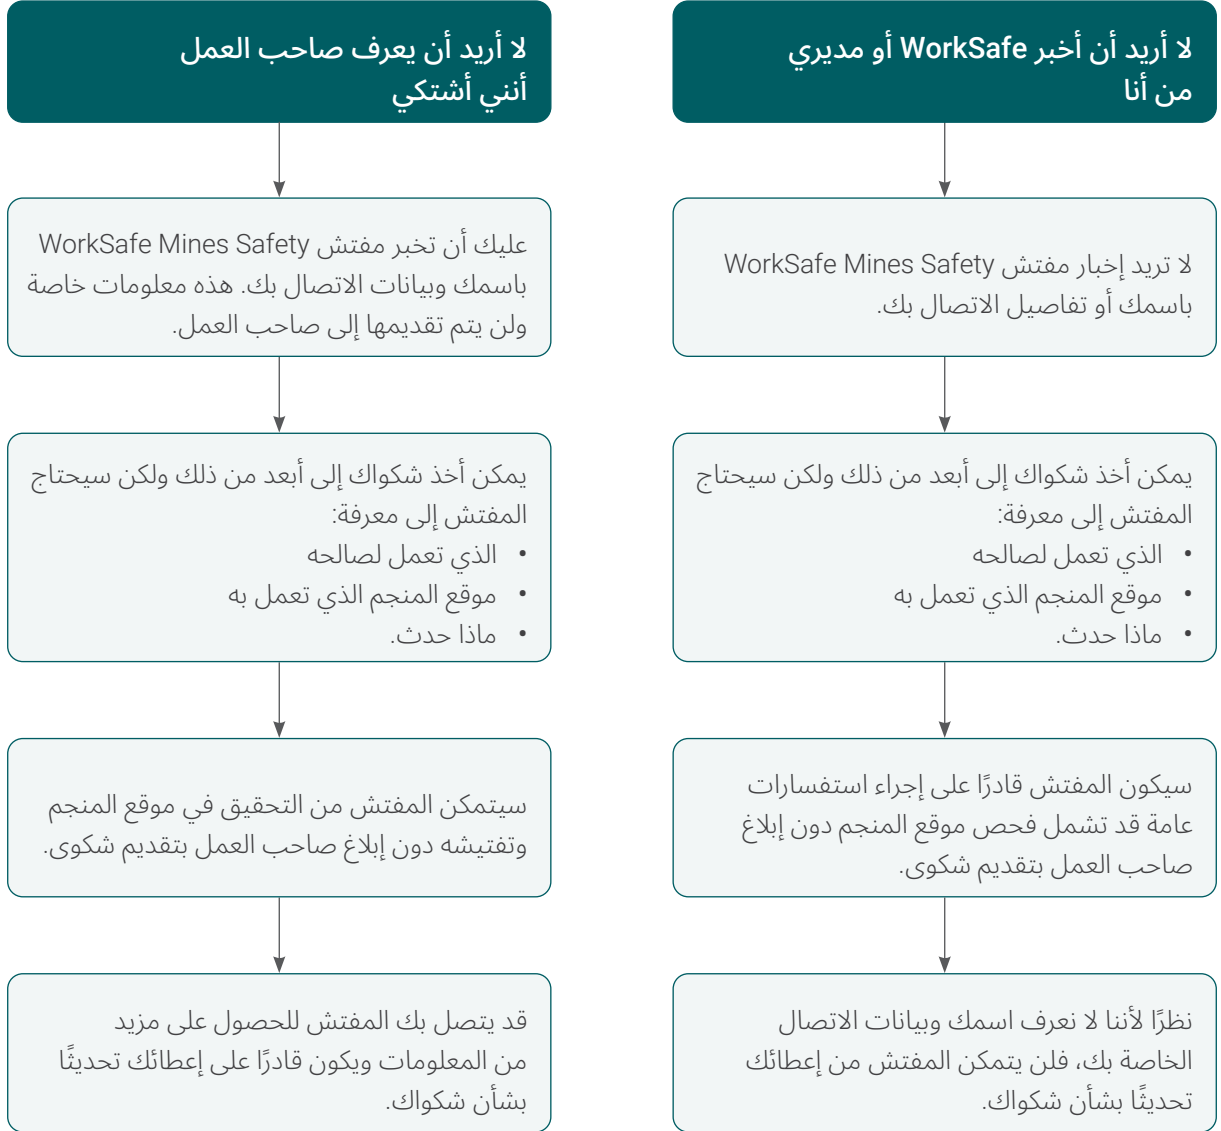 لا أريد أن أخبر WorkSafe أو مديري
من أنا
لا تريد إخبار مفتش WorkSafe Mines Safety
باسمك أو تفاصيل الاتصال بك.
يمكن أخذ شكواك إلى أبعد من ذلك ولكن سيحتاج
المفتش إلى معرفة:
• الذي تعمل لصالحه
• موقع المنجم الذي تعمل به
• ماذا حدث.
سيكون المفتش قادرًا على إجراء استفسارات
عامة قد تشمل فحص موقع المنجم دون إبلاغ
صاحب العمل بتقديم شكوى.
نظرًا لأننا لا نعرف اسمك وبيانات الاتصال
الخاصة بك، فلن يتمكن المفتش من إعطائك
تحديثًا بشأن شكواك.
لا أريد أن يعرف صاحب العمل
أنني أشتكي
عليك أن تخبر مفتش WorkSafe Mines Safety
باسمك وبيانات الاتصال بك. هذه معلومات خاصة
ولن يتم تقديمها إلى صاحب العمل.
يمكن أخذ شكواك إلى أبعد من ذلك ولكن سيحتاج
المفتش إلى معرفة:
• الذي تعمل لصالحه
• موقع المنجم الذي تعمل به
• ماذا حدث.
سيتمكن المفتش من التحقيق في موقع المنجم
وتفتيشه دون إبلاغ صاحب العمل بتقديم شكوى.
قد يتصل بك المفتش للحصول على مزيد
من المعلومات ويكون قادرًا على إعطائك تحديثًا
بشأن شكواك.